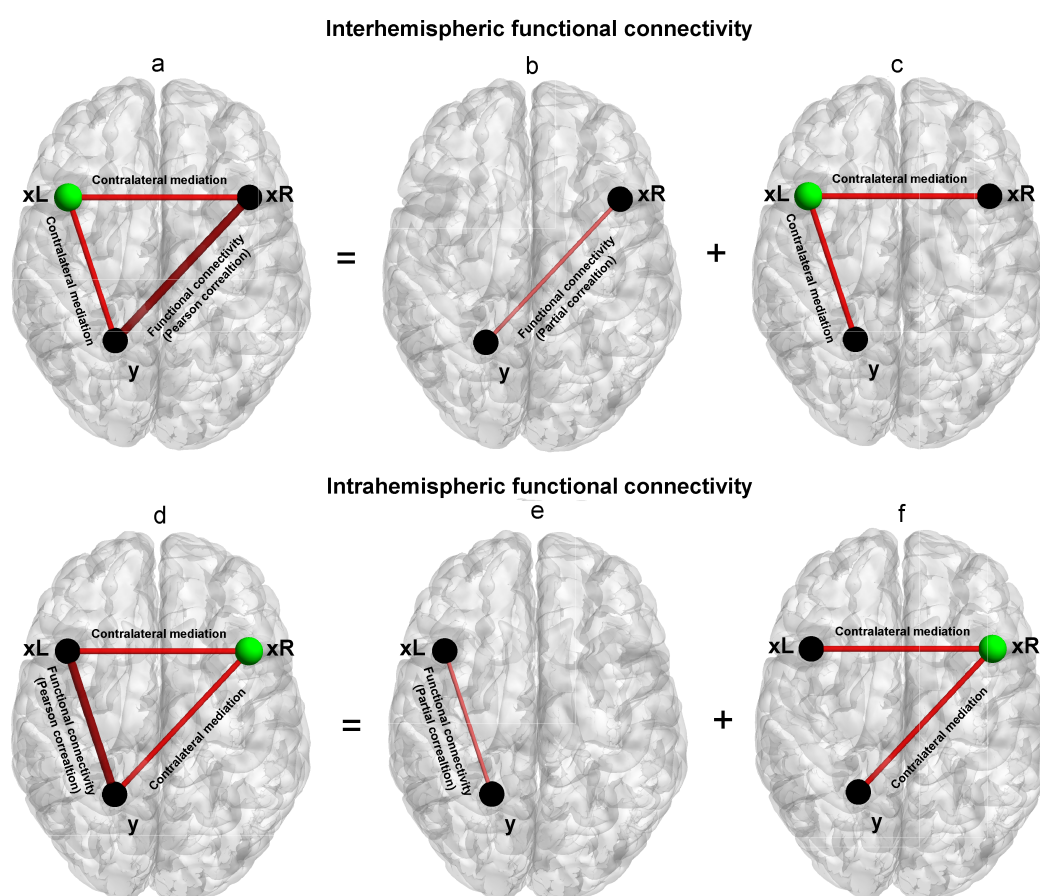 Interhemispheric functional connectivity
a
b
c
Contralateral mediation
xL
xR
Contralateral mediation
Functional connectivity
(Pearson correaltion)
y
=
xR
Functional connectivity
(Partial correaltion)
y
+
Contralateral mediation
xL
xR
Contralateral mediation
y
Intrahemispheric functional connectivity
d
e
f
Contralateral mediation
xL
xR
Functional connectivity
(Pearson correaltion)
Contralateral mediation
y
=
xL
Functional connectivity
(Partial correaltion)
y
+
Contralateral mediation
xL
xR
Contralateral mediation
y